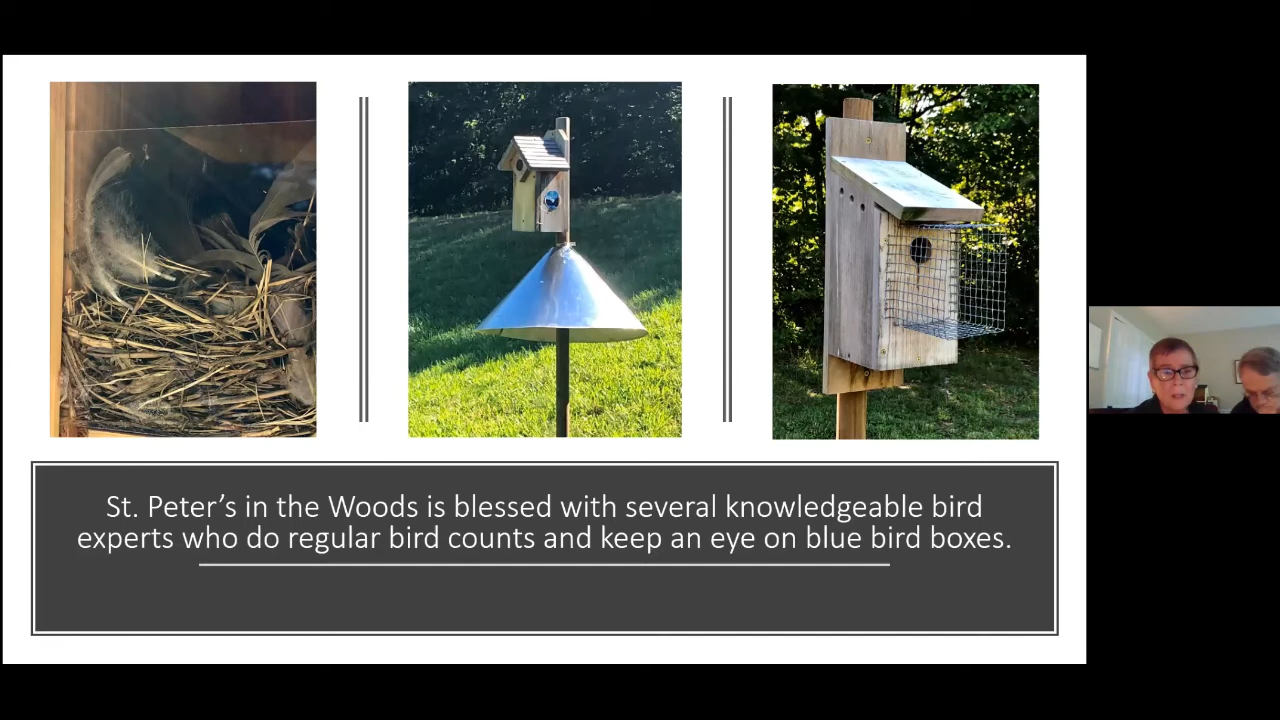 St. Peter’s in the Woods is blessed with several knowledgeable bird
experts who do regular bird counts and keep an eye on blue bird boxes.